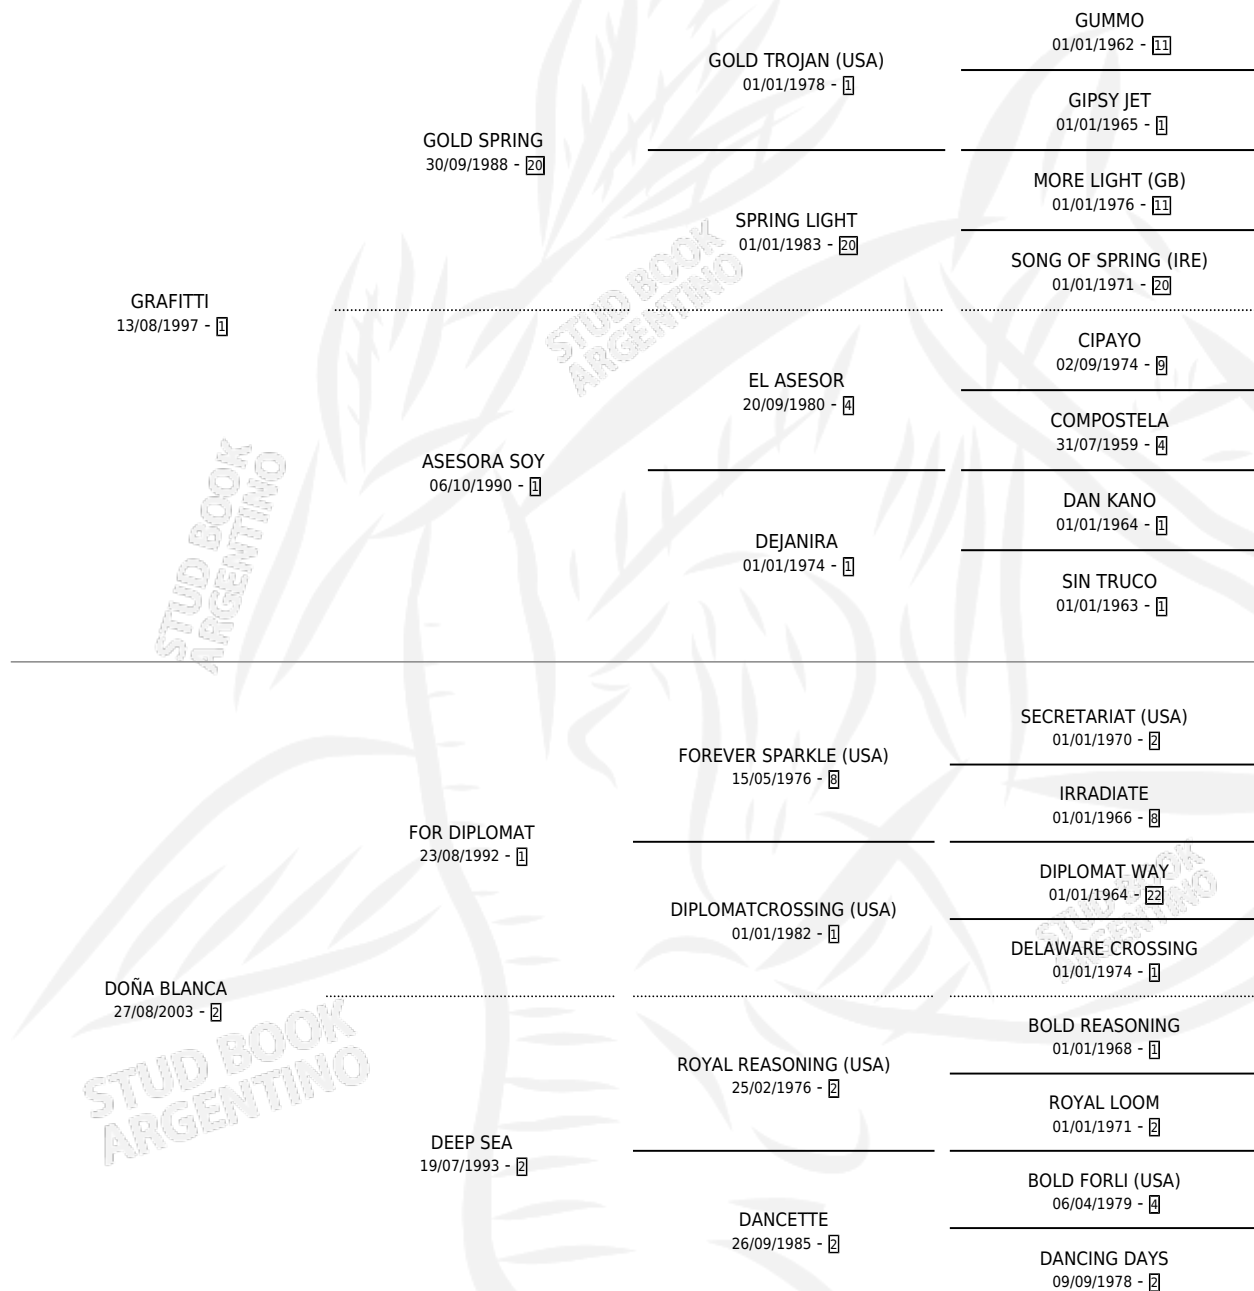 GUMMO
01/01/1962 - 11
GOLD TROJAN (USA)
01/01/1978 - 1
GIPSY JET
01/01/1965 - 1
GOLD SPRING
30/09/1988 - 20
MORE LIGHT (GB)
01/01/1976 - 11
SPRING LIGHT
01/01/1983 - 20
SONG OF SPRING (IRE)
01/01/1971 - 20
GRAFITTI
13/08/1997 - 1
STUD BOOK
ARGENTINO
CIPAYO
02/09/1974 - 9
EL ASESOR
20/09/1980 - 4
COMPOSTELA
31/07/1959 - 4
ASESORA SOY
06/10/1990 - 1
DAN KANO
01/01/1964 - 1
DEJANIRA
01/01/1974 - 1
SIN TRUCO
01/01/1963 - 1
STUD BOOK
ARGENTINO
SECRETARIAT (USA)
01/01/1970 - 2
FOREVER SPARKLE (USA)
15/05/1976 - 8
IRRADIATE
01/01/1966 - 8
FOR DIPLOMAT
23/08/1992 - 1
DIPLOMAT WAY
01/01/1964 - 22
DIPLOMATCROSSING (USA)
01/01/1982 - 1
STUD BOOK
ARGENTINO
DELAWARE CROSSING
01/01/1974 - 1
DOÑA BLANCA
27/08/2003 - 2
BOLD REASONING
01/01/1968 - 1
ROYAL REASONING (USA)
25/02/1976 - 2
STUD BOOK
ARGENTINO
ROYAL LOOM
01/01/1971 - 2
DEEP SEA
19/07/1993 - 2
BOLD FORLI (USA)
06/04/1979 - 4
DANCETTE
26/09/1985 - 2
DANCING DAYS
09/09/1978 - 2